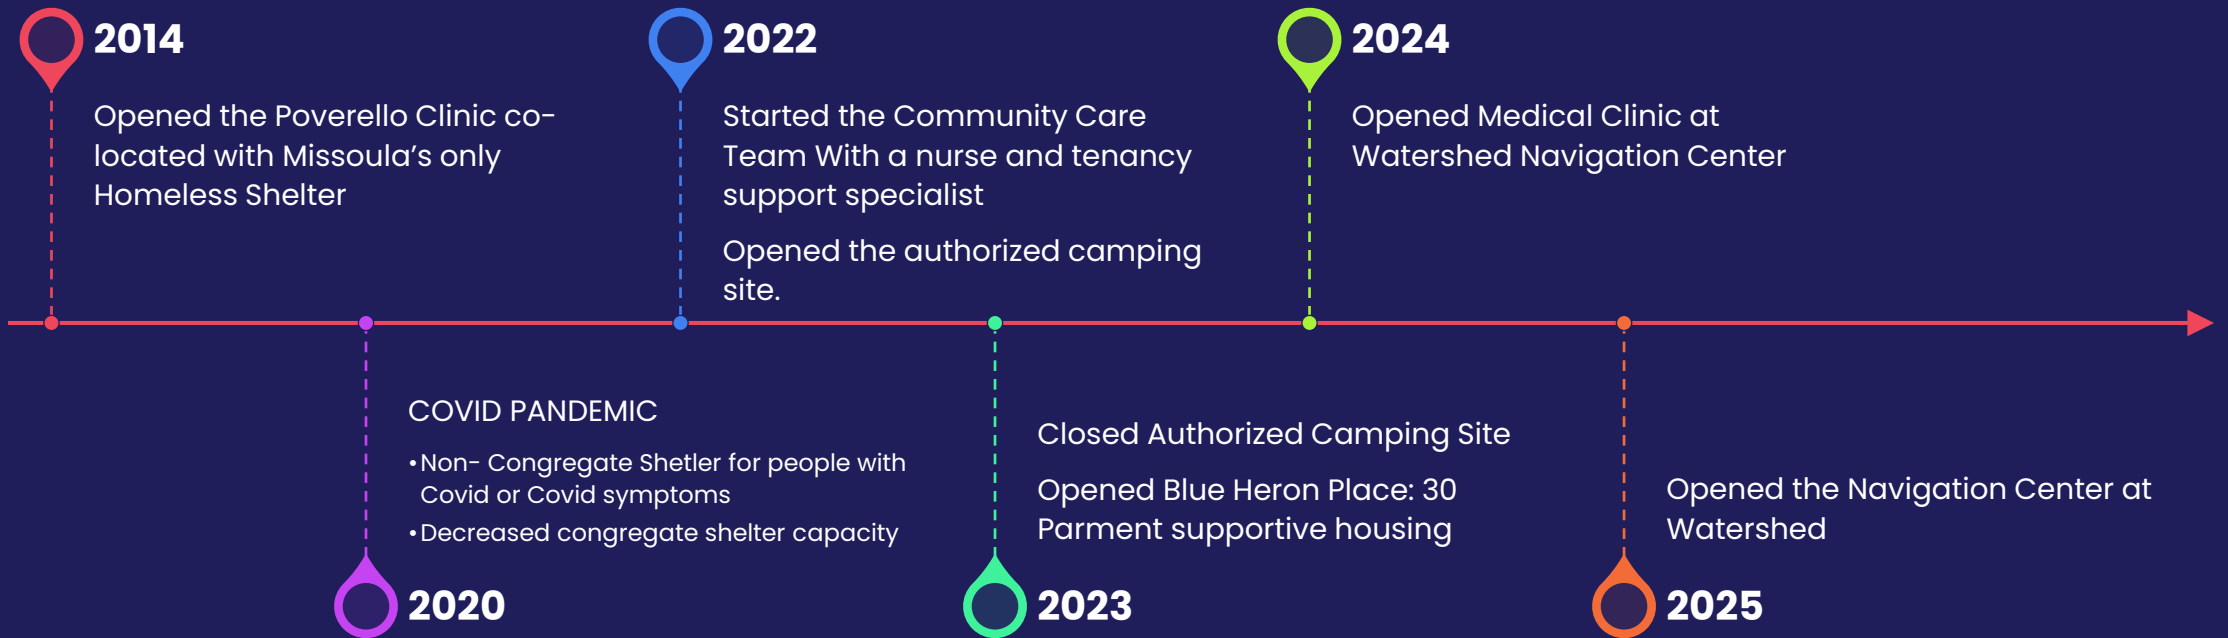 2014
Opened the Poverello Clinic co-
located with Missoula’s only
Homeless Shelter
2022
Started the Community Care
Team With a nurse and tenancy
support specialist
Opened the authorized camping
site.
2024
Opened Medical Clinic at
Watershed Navigation Center
COVID PANDEMIC
•Non- Congregate Shetler for people with
Covid or Covid symptoms
•Decreased congregate shelter capacity
2020
Closed Authorized Camping Site
Opened Blue Heron Place: 30
Parment supportive housing
2023
Opened the Navigation Center at
Watershed
2025